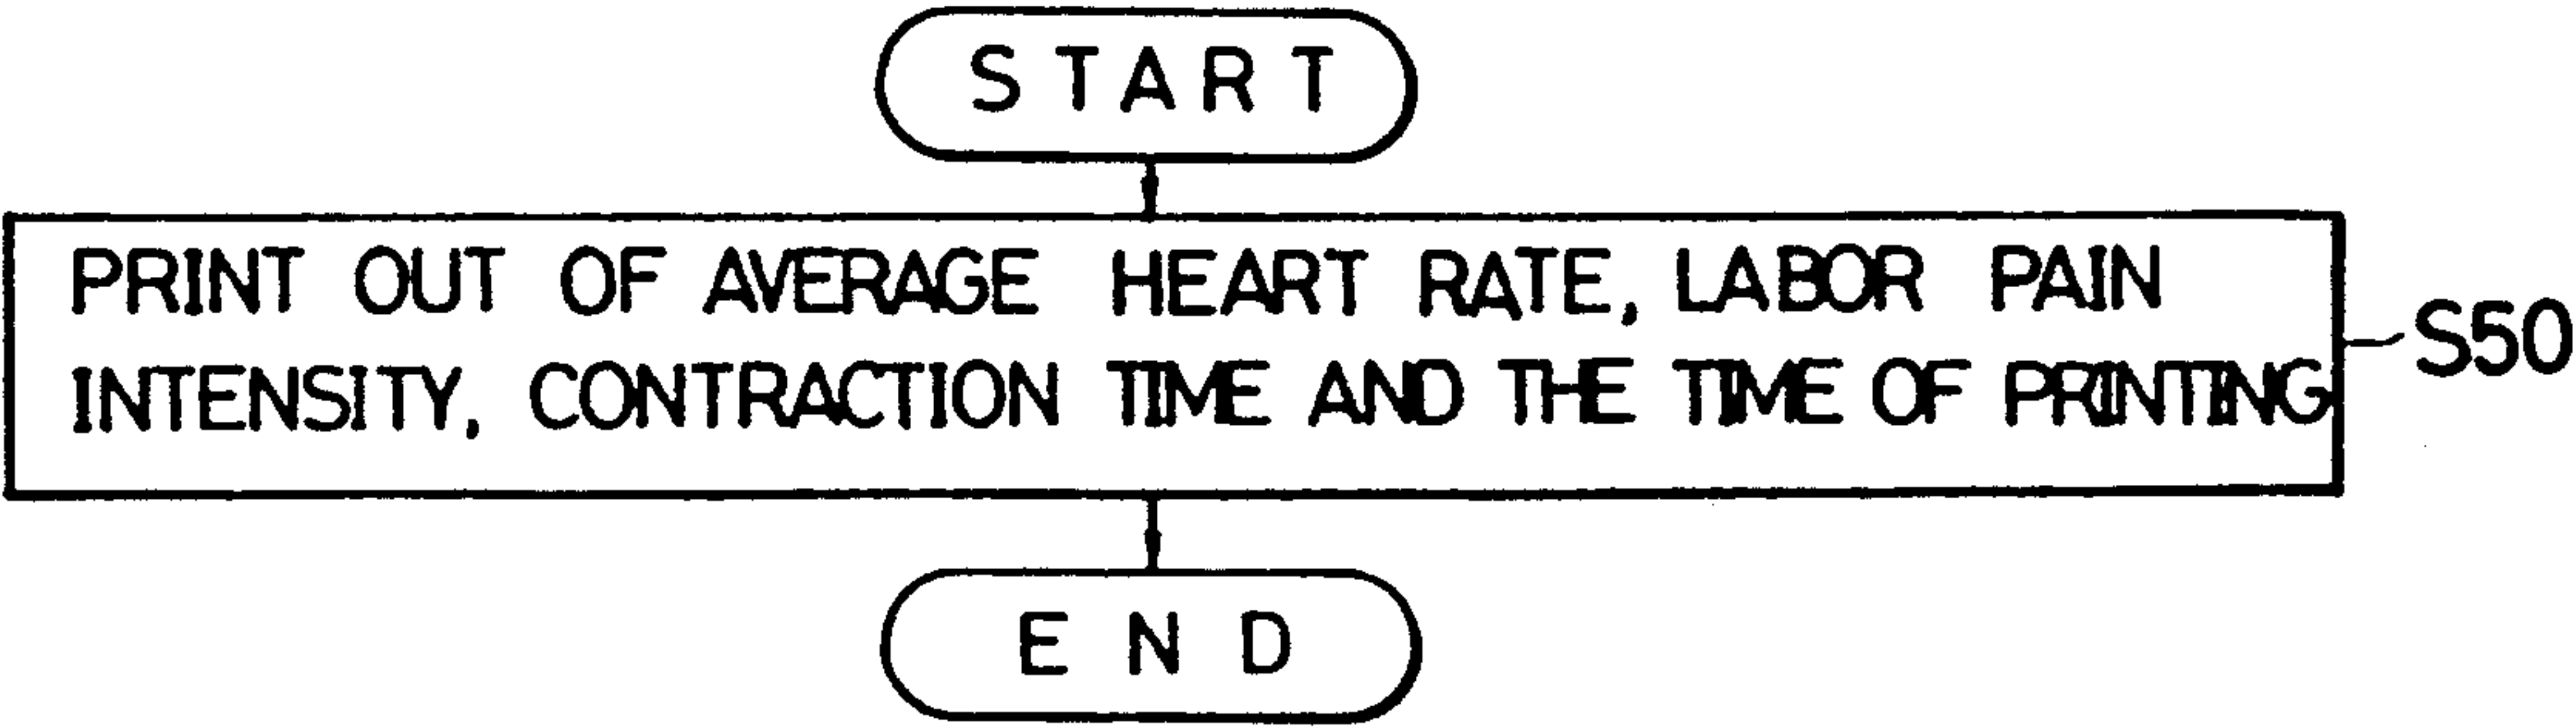 START
PRINT OUT OF AVERAGE HEART RATE, LABOR PAIN
INTENSITY, CONTRACTION TIME AND THE TIME OF PRINTING
S50
END